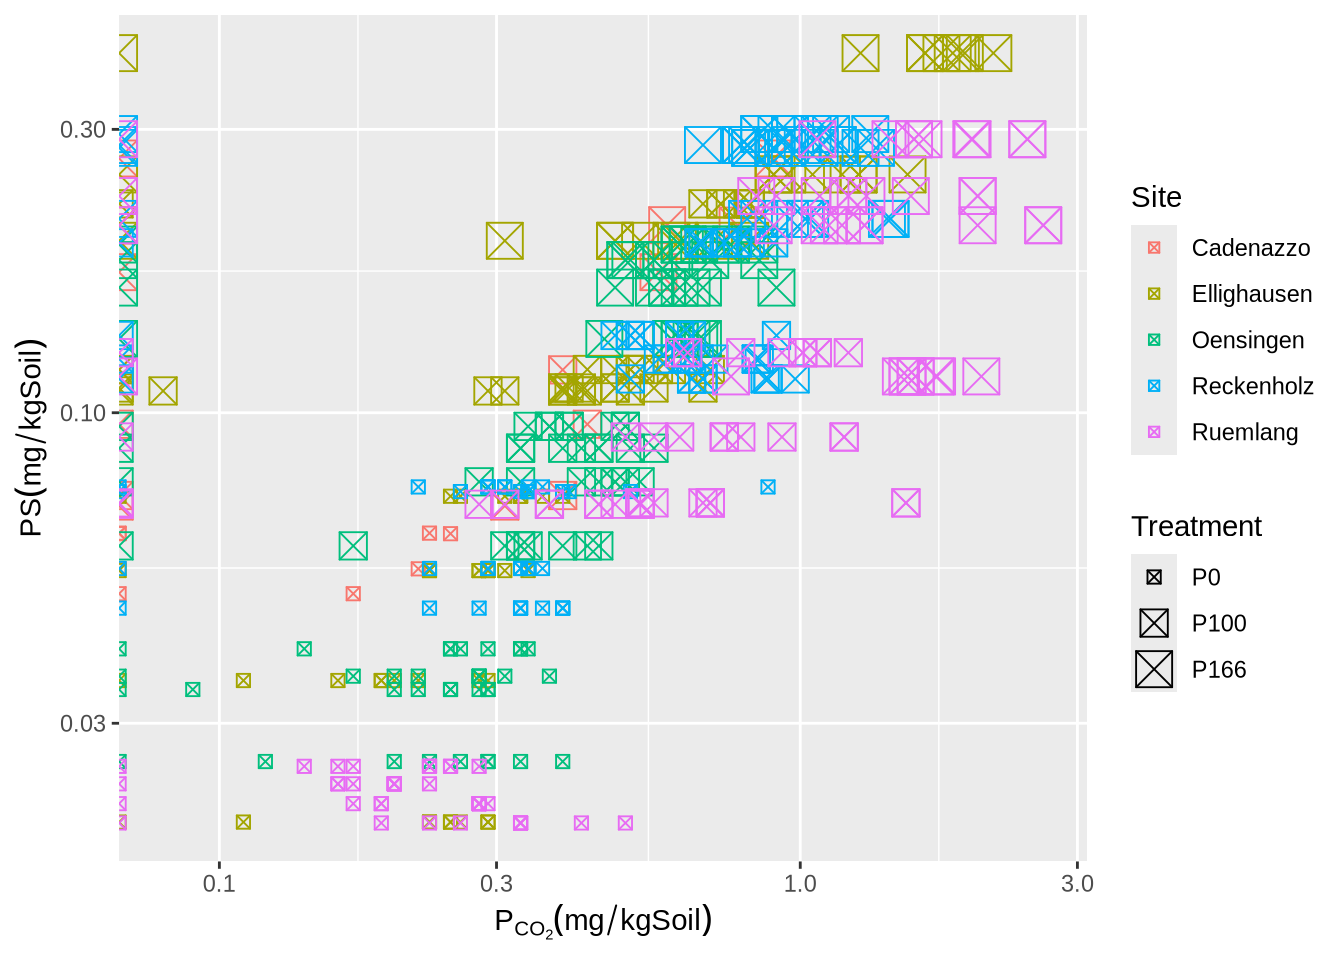 0.30
0.10
0.03
PS(mg/kgSoil)
0.1
0.3
1.0
3.0
P_CO₂(mg/kgSoil)
Site
Cadenazzo
Ellighausen
Oensingen
Reckenholz
Ruemlang
Treatment
P0
P100
P166